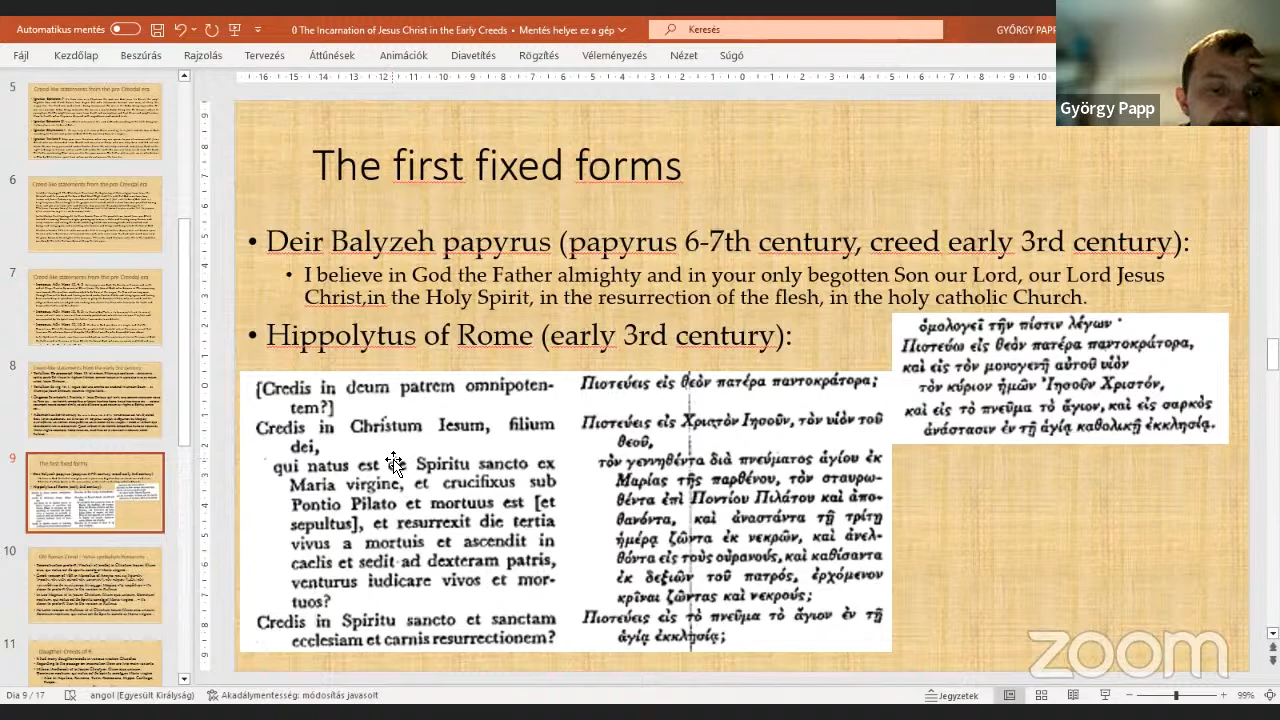 Automatikus mentés
0 The Incarnation of Jesus Christ in the Early Creeds • Mentés helye: ez a gép
Keresés
GYÖRGY PAPP
Fájl Kezdőlap Beszúrás Rajzolás Tervezés Áttűnések Animációk Diavetítés Rögzítés Véleményezés Nézet Súgó
György Papp
5
6
7
8
9
10
11
The first fixed forms
• Deir Balyzeh papyrus (papyrus 6-7th century, creed early 3rd century):
• I believe in God the Father almighty and in your only begotten Son our Lord, our Lord Jesus
Christ,in the Holy Spirit, in the resurrection of the flesh, in the holy catholic Church.
• Hippolytus of Rome (early 3rd century):
[Credis in deum patrem omnipoten-
tem?]
Credis in Christum Iesum, filium
dei,
qui natus est Spiritu sancto ex
Maria virgine, et crucifixus sub
Pontio Pilato et mortuus est [et
sepultus], et resurrexit die tertia
vivus a mortuis et ascendit in
caelis et sedit ad dexteram patris,
venturus iudicare vivos et mor-
tuos?
Credis in Spiritu sancto et sanctam
ecclesiam et carnis resurrectionem?
Πιστεύεις εἰς θεὸν πατέρα παντοκράτορα;
Πιστεύεις εἰς Χριστὸν Ἰησοῦν, τὸν υἱὸν τοῦ
θεοῦ,
τὸν γεννηθέντα διὰ πνεύματος ἁγίου ἐκ
Μαρίας τῆς παρθένου, τὸν σταυρω-
θέντα ἐπὶ Ποντίου Πιλάτου καὶ ἀπο-
θανόντα, καὶ ἀναστάντα τῇ τρίτῃ
ἡμέρᾳ ζῶντα ἐκ νεκρῶν, καὶ ἀνελ-
θόντα εἰς τοὺς οὐρανούς, καὶ καθίσαντα
ἐκ δεξιῶν τοῦ πατρός, ἐρχόμενον
κρῖναι ζῶντας καὶ νεκρούς;
Πιστεύεις εἰς τὸ πνεῦμα τὸ ἅγιον ἐν τῇ
ἁγίᾳ ἐκκλησίᾳ;
ὁμολογεῖ τὴν πίστιν λέγων·
Πιστεύω εἰς θεὸν πατέρα παντοκράτορα,
καὶ εἰς τὸν μονογενῆ αὐτοῦ υἱὸν
τὸν κύριον ἡμῶν Ἰησοῦν Χριστόν,
καὶ εἰς τὸ πνεῦμα τὸ ἅγιον, καὶ εἰς σαρκὸς
ἀνάστασιν ἐν τῇ ἁγίᾳ καθολικῇ ἐκκλησίᾳ.
zoom
Dia 9 / 17 angol (Egyesült Királyság) Akadálymentesség: módosítás javasolt Jegyzetek 99%